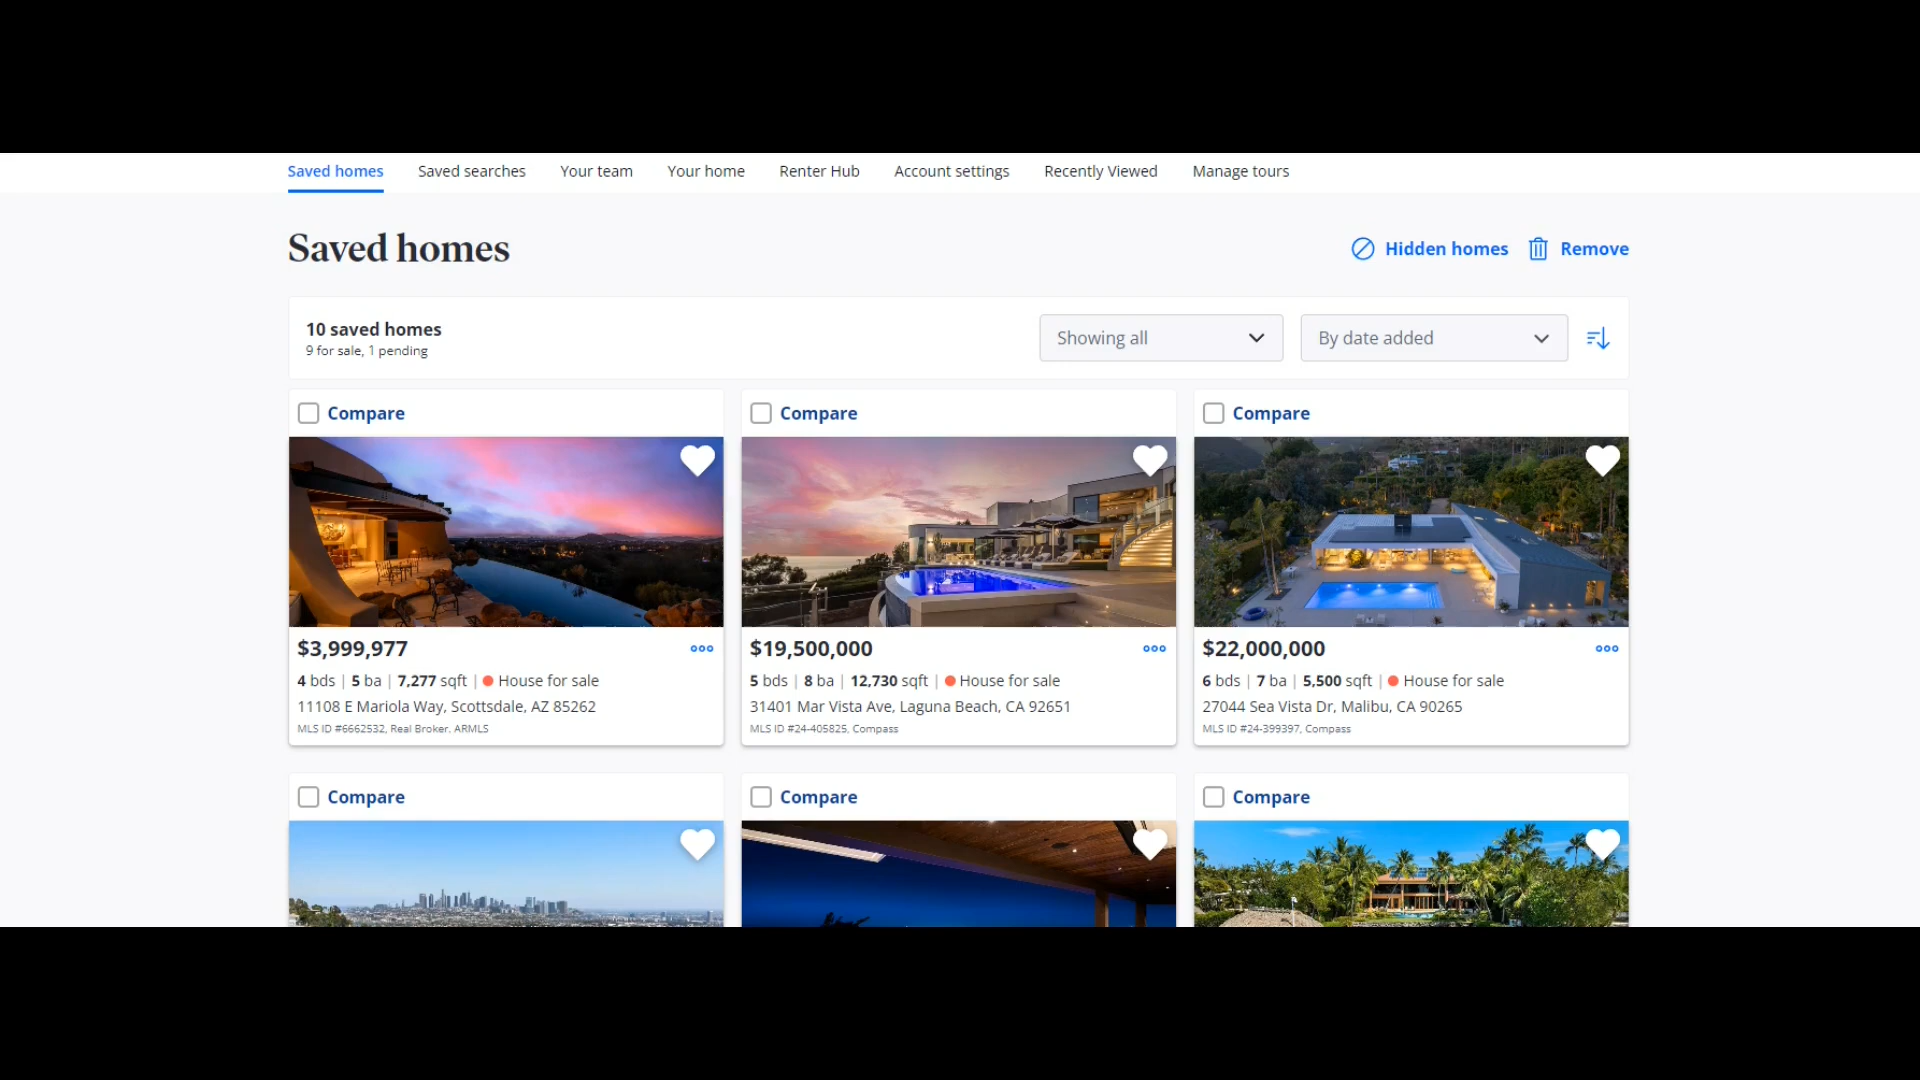 Saved homes Saved searches Your team Your home Renter Hub Account settings Recently Viewed Manage tours
Saved homes
Hidden homes Remove
10 saved homes
9 for sale, 1 pending
Showing all
By date added
Compare
$3,999,977
4 bds | 5 ba | 7,277 sqft | House for sale
11108 E Mariola Way, Scottsdale, AZ 85262
MLS ID #6662532, Real Broker, ARMLS
Compare
$19,500,000
5 bds | 8 ba | 12,730 sqft | House for sale
31401 Mar Vista Ave, Laguna Beach, CA 92651
MLS ID #24-405825, Compass
Compare
$22,000,000
6 bds | 7 ba | 5,500 sqft | House for sale
27044 Sea Vista Dr, Malibu, CA 90265
MLS ID #24-399397, Compass
Compare
Compare
Compare